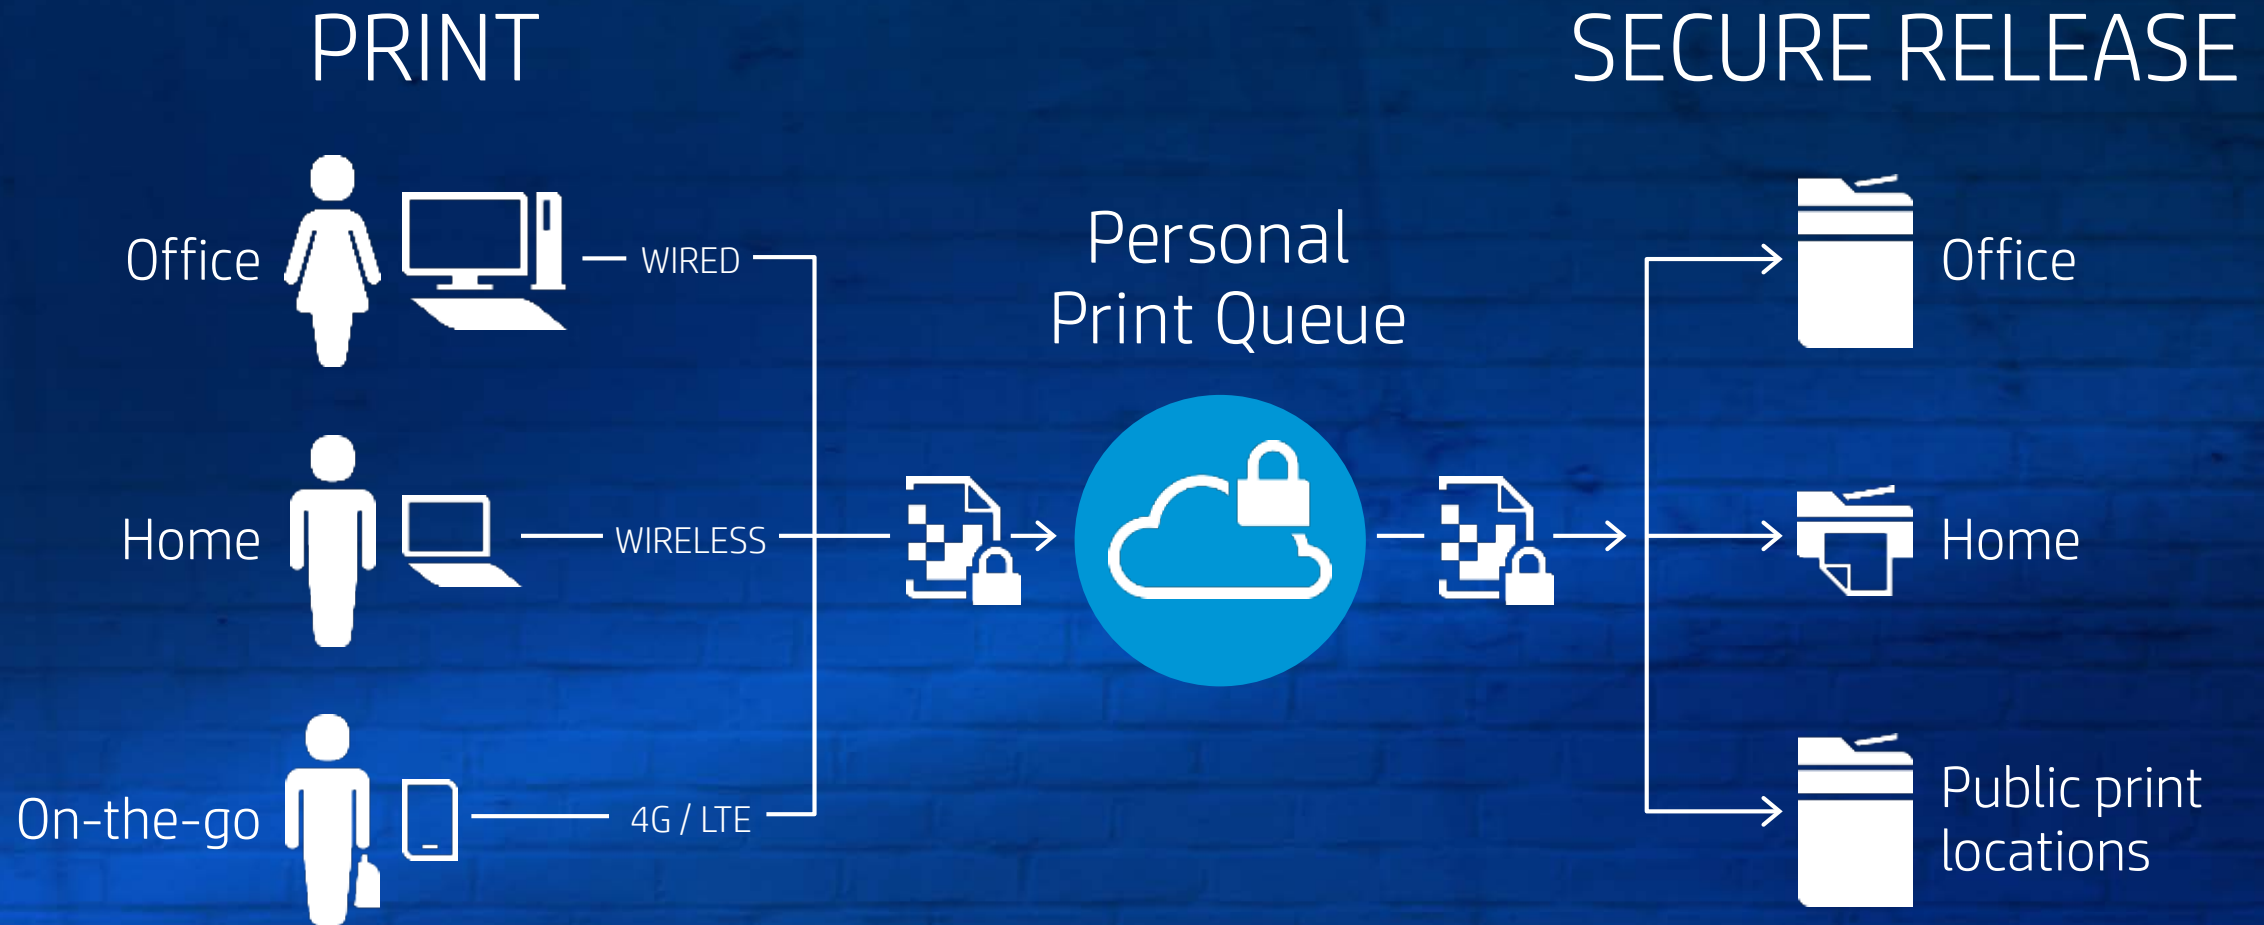 PRINT
SECURE RELEASE
Office
WIRED
Personal
Print Queue
Office
Home
WIRELESS
Home
On-the-go
4G / LTE
Public print
locations